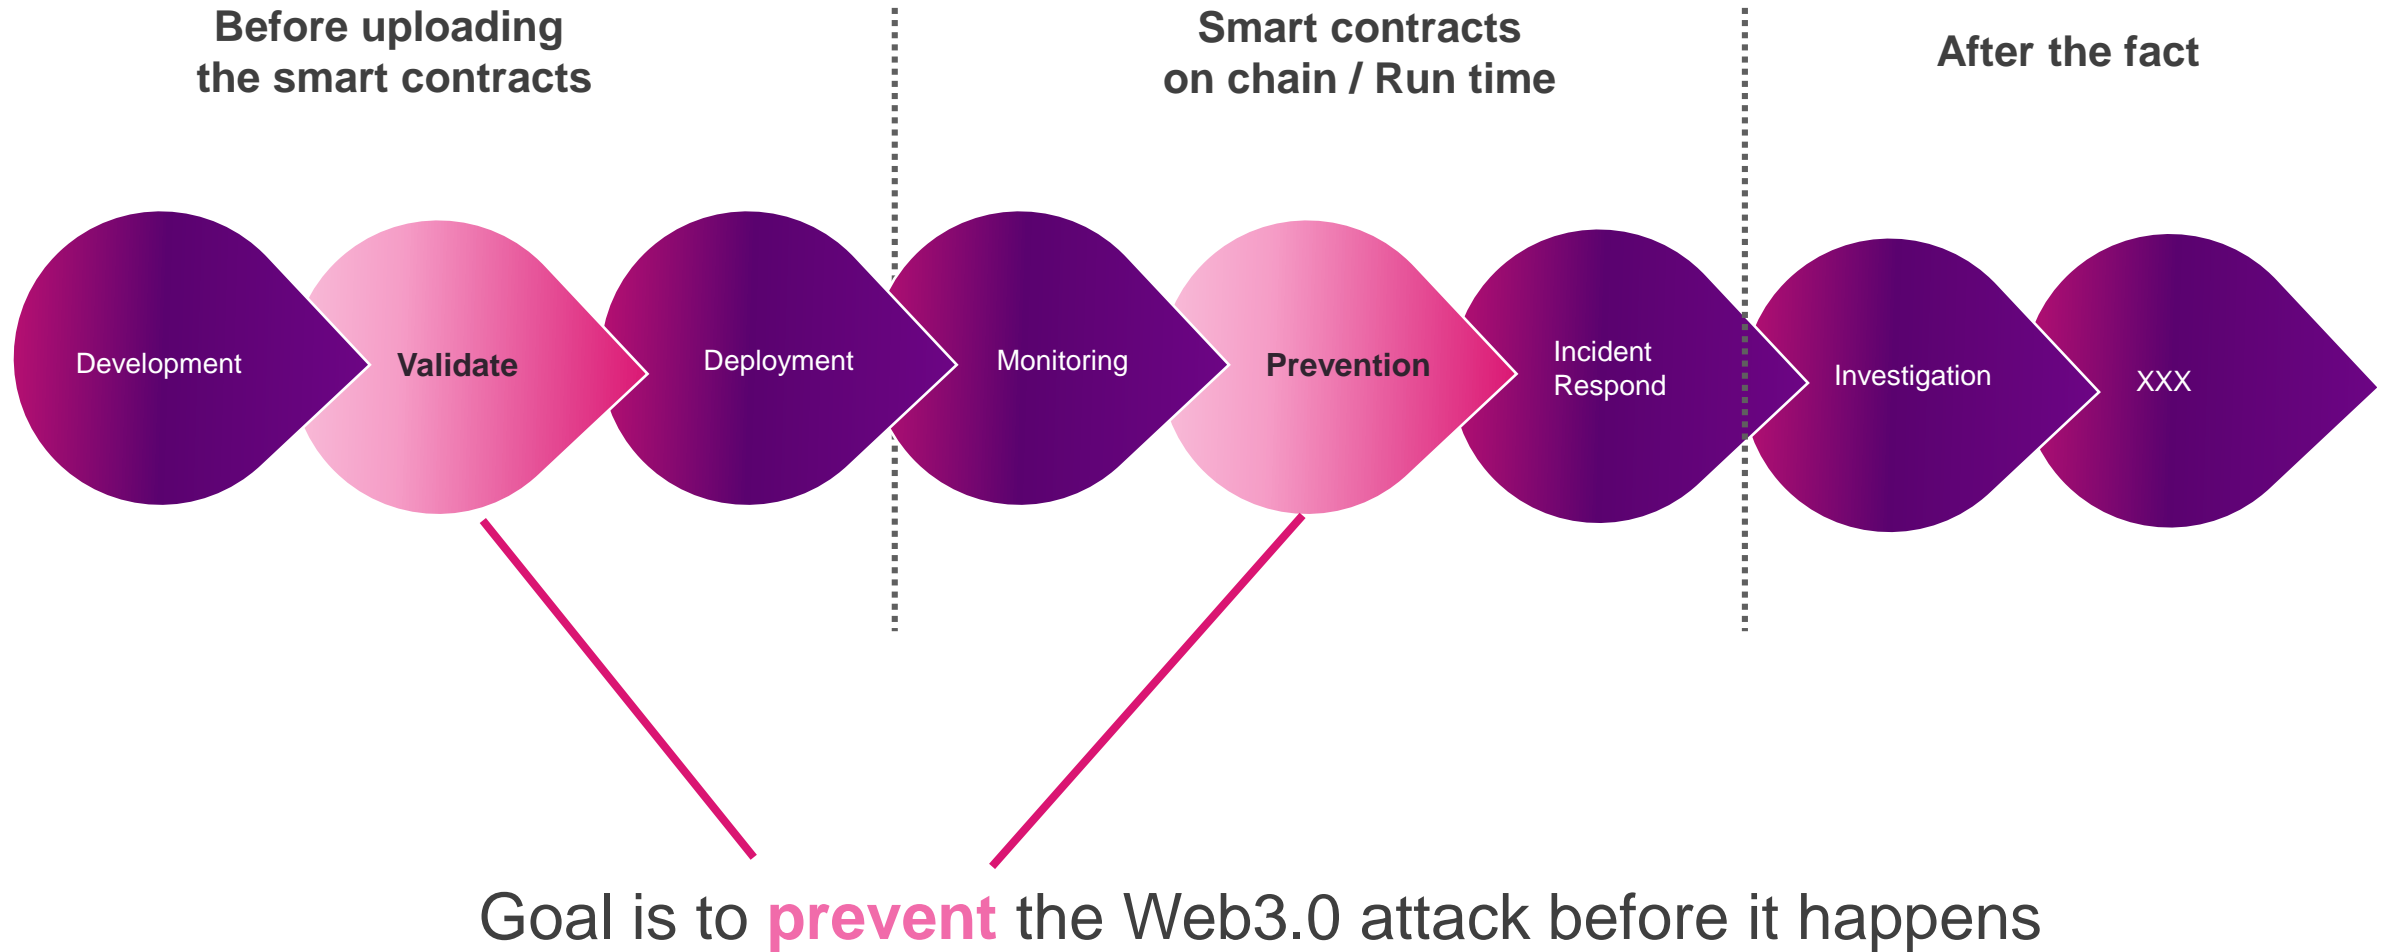 Before uploading
the smart contracts
Smart contracts
on chain / Run time
After the fact
Development
Validate
Deployment
Monitoring
Prevention
Incident
Respond
Investigation
XXX
Goal is to prevent the Web3.0 attack before it happens